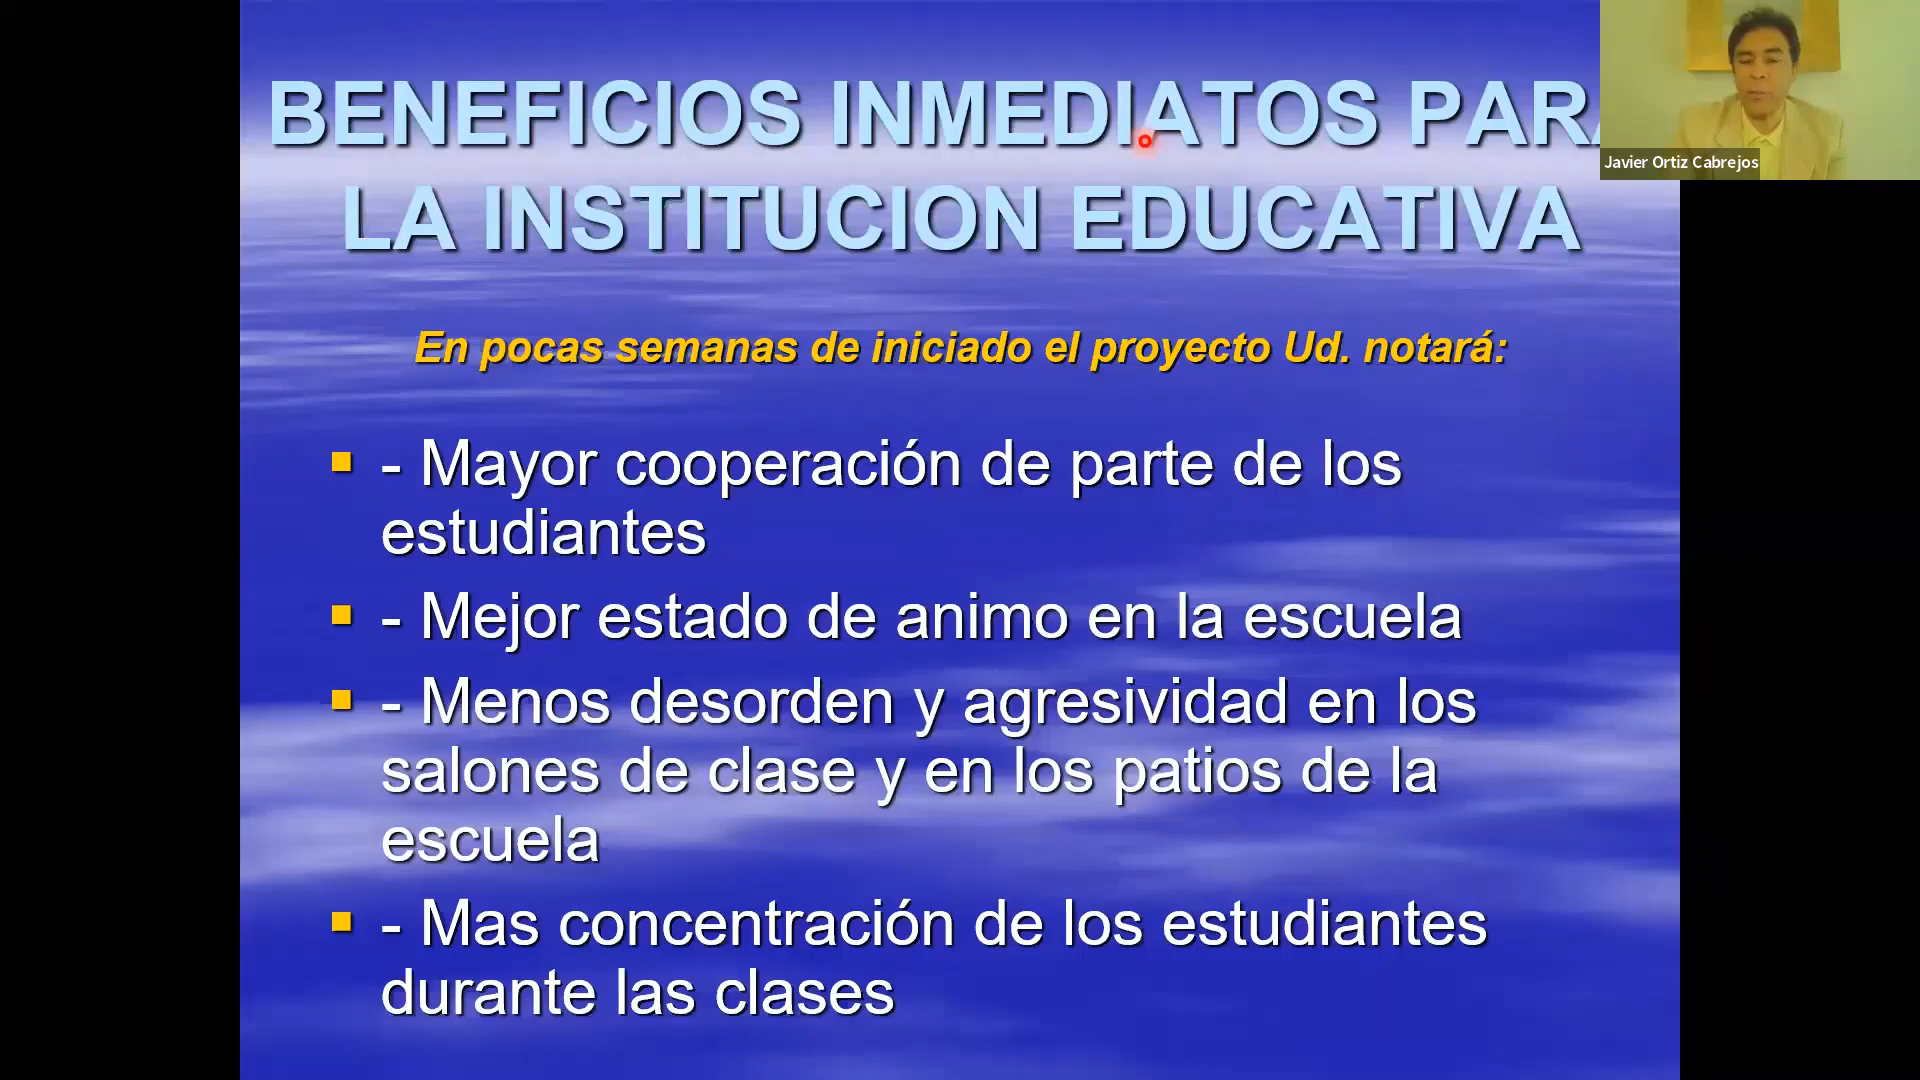 BENEFICIOS INMEDIATOS PARA
LA INSTITUCION EDUCATIVA
Javier Ortiz Cabrejos
En pocas semanas de iniciado el proyecto Ud. notará:
- Mayor cooperación de parte de los
estudiantes
- Mejor estado de animo en la escuela
- Menos desorden y agresividad en los
salones de clase y en los patios de la
escuela
- Mas concentración de los estudiantes
durante las clases